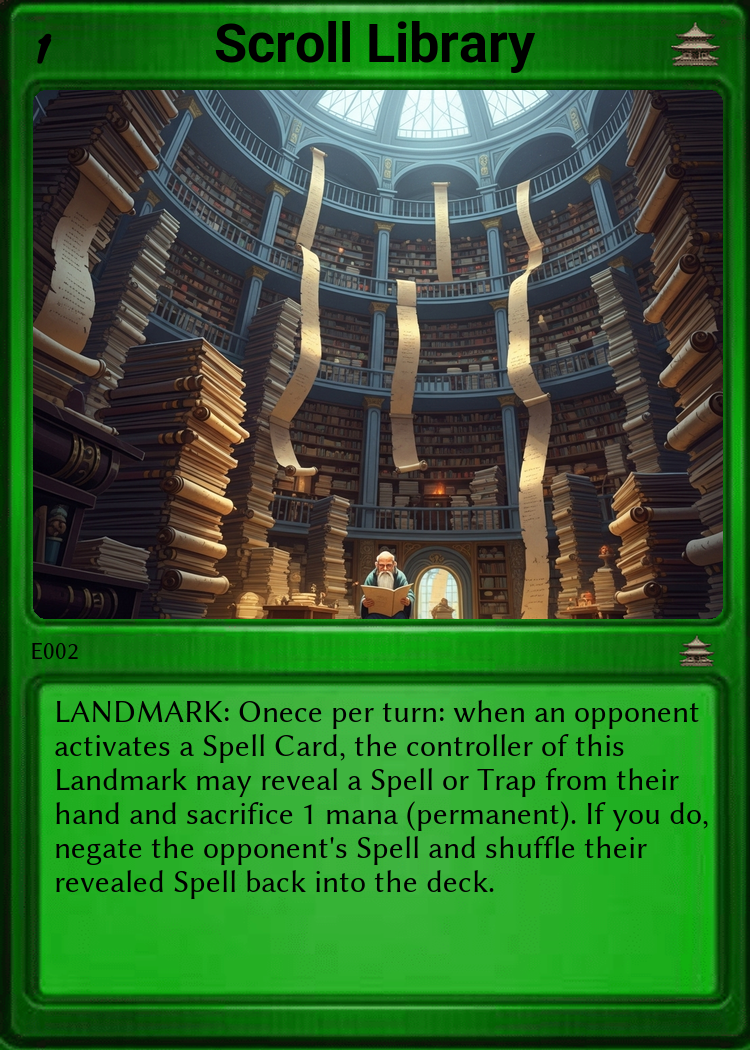 1
Scroll Library
E002
LANDMARK: Onece per turn: when an opponent
activates a Spell Card, the controller of this
Landmark may reveal a Spell or Trap from their
hand and sacrifice 1 mana (permanent). If you do,
negate the opponent's Spell and shuffle their
revealed Spell back into the deck.